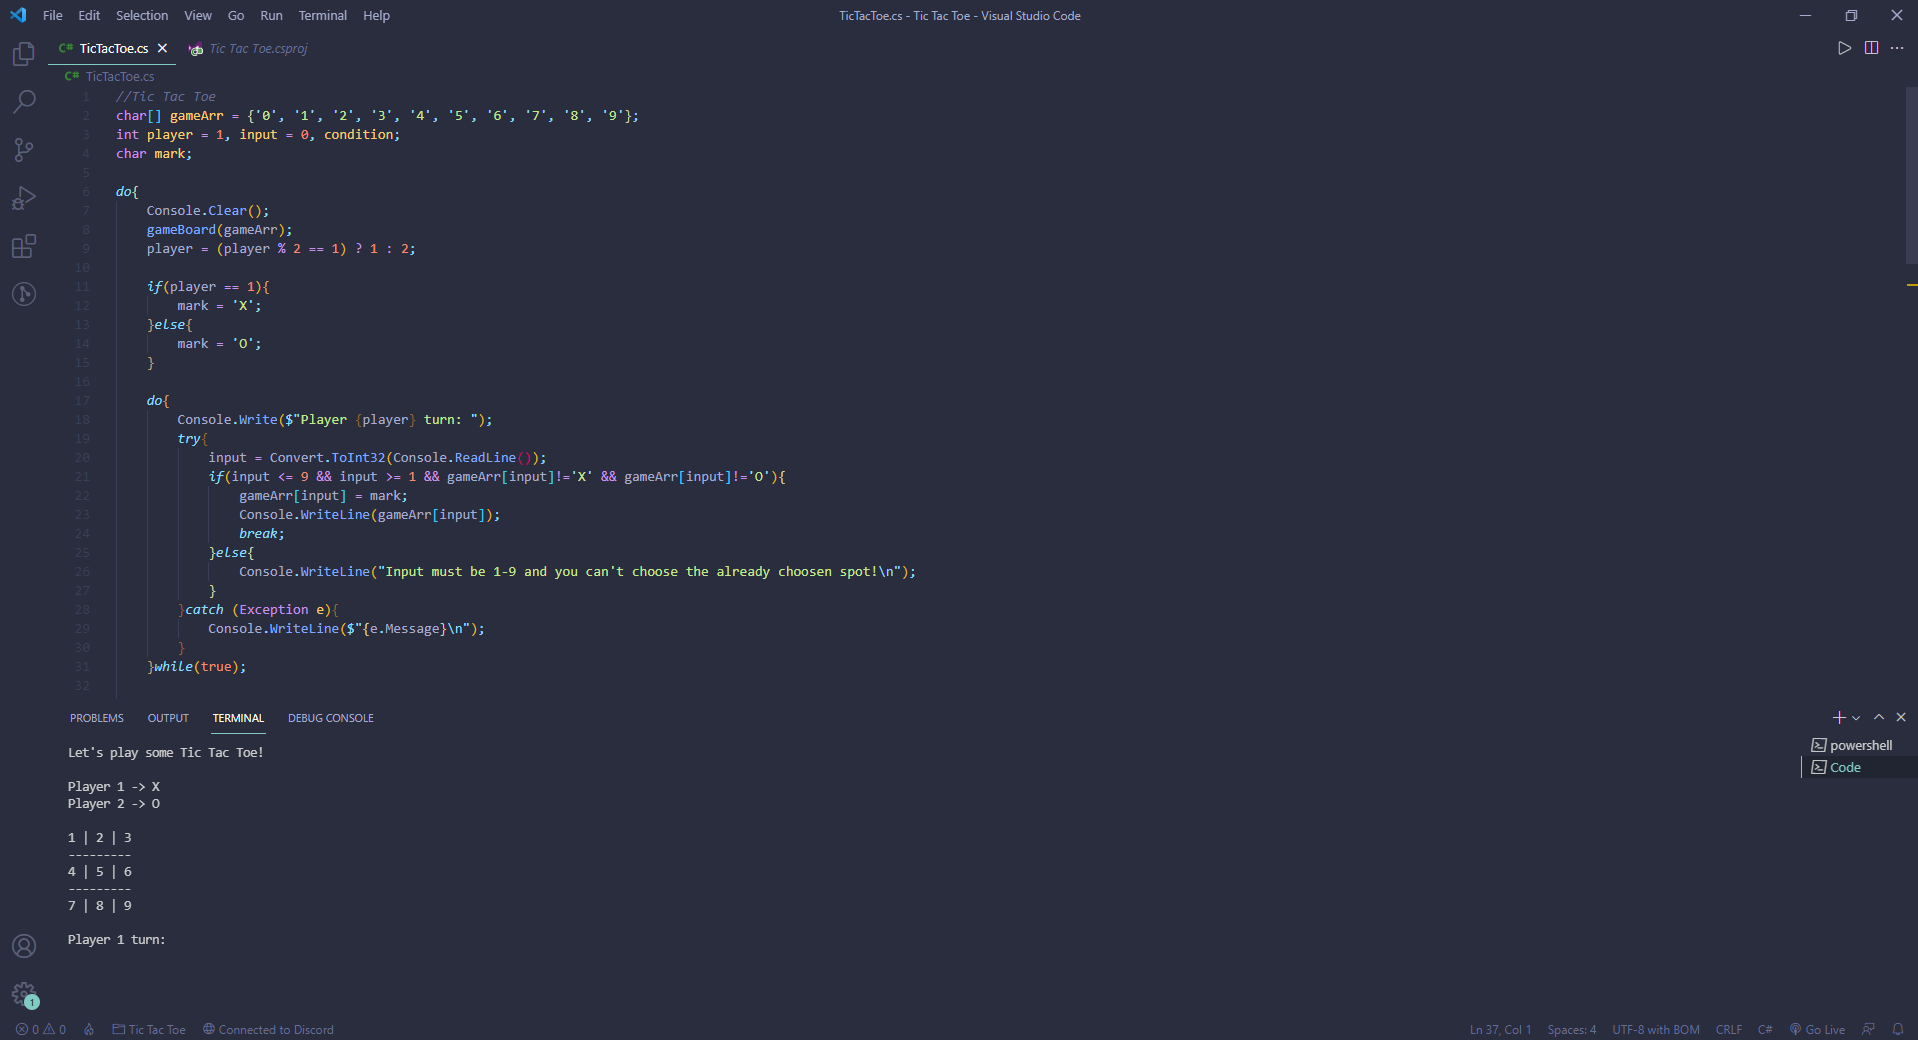 File Edit Selection View Go Run Terminal Help
TicTacToe.cs - Tic Tac Toe - Visual Studio Code
C# TicTacToe.cs
Tic Tac Toe.csproj
C# TicTacToe.cs
1 //Tic Tac Toe
2 char[] gameArr = {'0', '1', '2', '3', '4', '5', '6', '7', '8', '9'};
3 int player = 1, input = 0, condition;
4 char mark;
5
6 do{
7     Console.Clear();
8     gameBoard(gameArr);
9     player = (player % 2 == 1) ? 1 : 2;
10
11     if(player == 1){
12         mark = 'X';
13     }else{
14         mark = 'O';
15     }
16
17     do{
18         Console.Write($"Player {player} turn: ");
19         try{
20             input = Convert.ToInt32(Console.ReadLine());
21             if(input <= 9 && input >= 1 && gameArr[input]!='X' && gameArr[input]!='O'){
22                 gameArr[input] = mark;
23                 Console.WriteLine(gameArr[input]);
24                 break;
25             }else{
26                 Console.WriteLine("Input must be 1-9 and you can't choose the already choosen spot!\n");
27             }
28         }catch (Exception e){
29             Console.WriteLine($"{e.Message}\n");
30         }
31     }while(true);
32
PROBLEMS OUTPUT TERMINAL DEBUG CONSOLE
Let's play some Tic Tac Toe!
Player 1 -> X
Player 2 -> O
1 | 2 | 3
---------
4 | 5 | 6
---------
7 | 8 | 9
Player 1 turn:
powershell
Code
1
0 0 Tic Tac Toe Connected to Discord
Ln 37, Col 1 Spaces: 4 UTF-8 with BOM CRLF C# Go Live